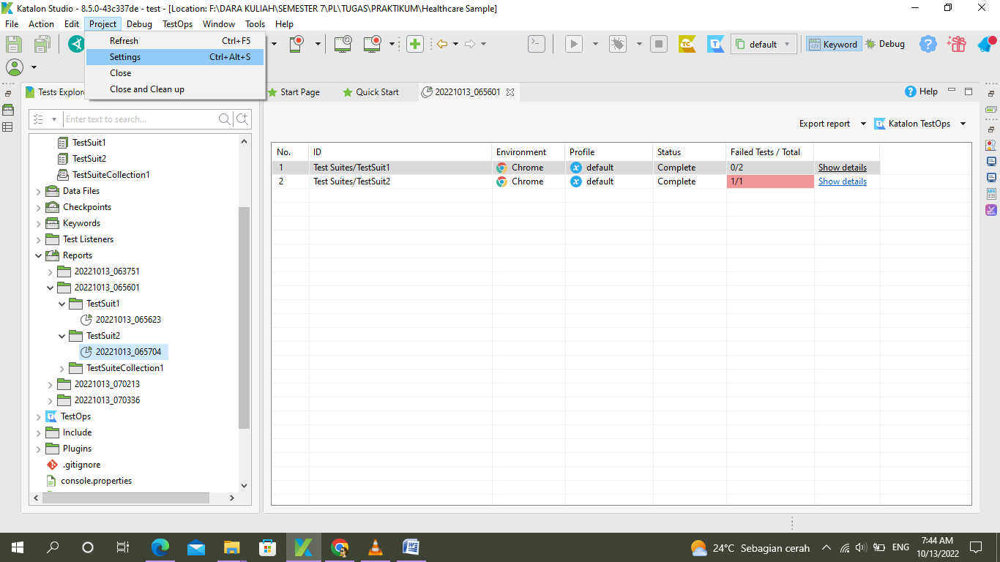 Katalon Studio - 8.5.0-43c337de - test - [Location: F:\DARA KULIAH\SEMESTER 7\PL\TUGAS\PRAKTIKUM\Healthcare Sample]
File Action Edit Project Debug TestOps Window Tools Help
Refresh Ctrl+F5
Settings Ctrl+Alt+S
Close
Close and Clean up
TC
T
default
Keyword
Debug
Tests Explor
Start Page
Quick Start
20221013_065601
Help
Enter text to search...
Export report
Katalon TestOps
TestSuit1
TestSuit2
TestSuiteCollection1
Data Files
Checkpoints
Keywords
Test Listeners
Reports
20221013_063751
20221013_065601
TestSuit1
20221013_065623
TestSuit2
20221013_065704
TestSuiteCollection1
20221013_070213
20221013_070336
TestOps
Include
Plugins
.gitignore
console.properties
No. ID Environment Profile Status Failed Tests / Total
1 Test Suites/TestSuit1 Chrome default Complete 0/2 Show details
2 Test Suites/TestSuit2 Chrome default Complete 1/1 Show details
24°C Sebagian cerah
ENG
7:44 AM
10/13/2022